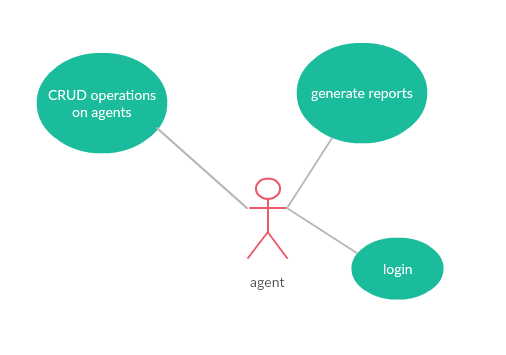 CRUD operations
on agents
generate reports
login
agent